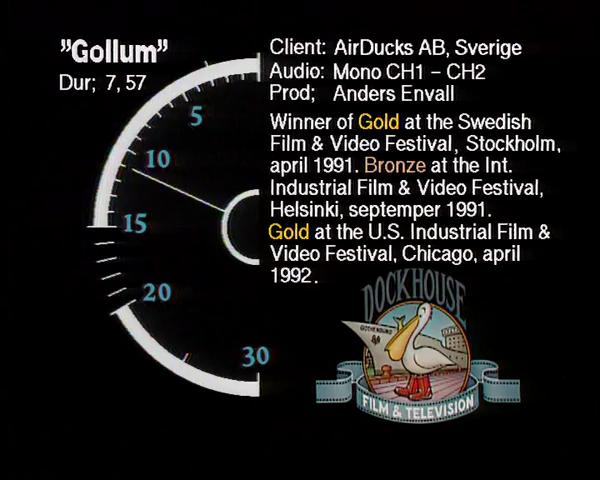 ”Gollum”
Dur; 7, 57
Client: AirDucks AB, Sverige
Audio: Mono CH1 – CH2
Prod; Anders Envall
Winner of Gold at the Swedish
Film & Video Festival, Stockholm,
april 1991. Bronze at the Int.
Industrial Film & Video Festival,
Helsinki, septemper 1991.
Gold at the U.S. Industrial Film &
Video Festival, Chicago, april
1992.
5
10
15
20
30
DOCKHOUSE
GOTHENBURG
FILM & TELEVISION